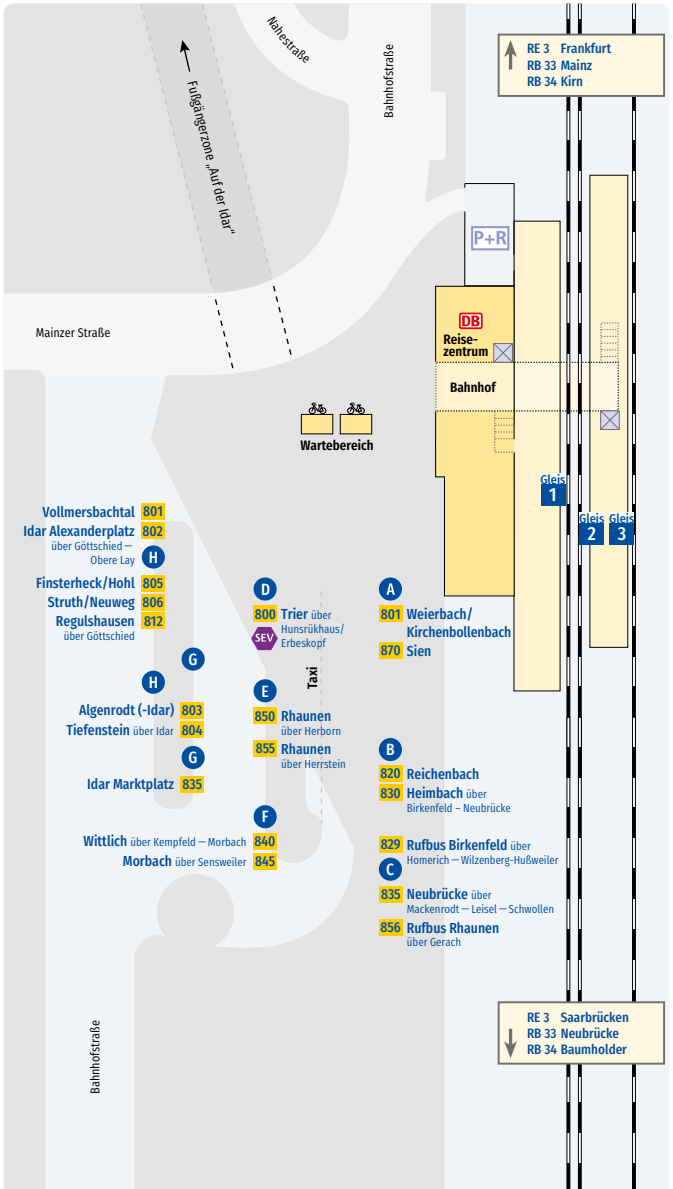 Nahestraße
Bahnhofstraße
RE 3 Frankfurt
RB 33 Mainz
RB 34 Kirn
Fußgängerzone „Auf der Idar“
P+R
Mainzer Straße
DB
Reise-
zentrum
Bahnhof
Wartebereich
Gleis
1
Gleis
2
Gleis
3
Vollmersbachtal 801
Idar Alexanderplatz 802
über Göttschied –
Obere Lay
H
Finsterheck/Hohl 805
Struth/Neuweg 806
Regulshausen 812
über Göttschied
G
H
Algenrodt (-Idar) 803
Tiefenstein über Idar 804
G
Idar Marktplatz 835
D
800 Trier über
Hunsrükhaus/
Erbeskopf
SEV
Taxi
E
850 Rhaunen
über Herborn
855 Rhaunen
über Herrstein
F
Wittlich über Kempfeld – Morbach 840
Morbach über Sensweiler 845
A
801 Weierbach/
Kirchenbollenbach
870 Sien
B
820 Reichenbach
830 Heimbach über
Birkenfeld – Neubrücke
829 Rufbus Birkenfeld über
Homerich – Wilzenberg-Hußweiler
C
835 Neubrücke über
Mackenrodt – Leisel – Schwollen
856 Rufbus Rhaunen
über Gerach
Bahnhofstraße
RE 3 Saarbrücken
RB 33 Neubrücke
RB 34 Baumholder